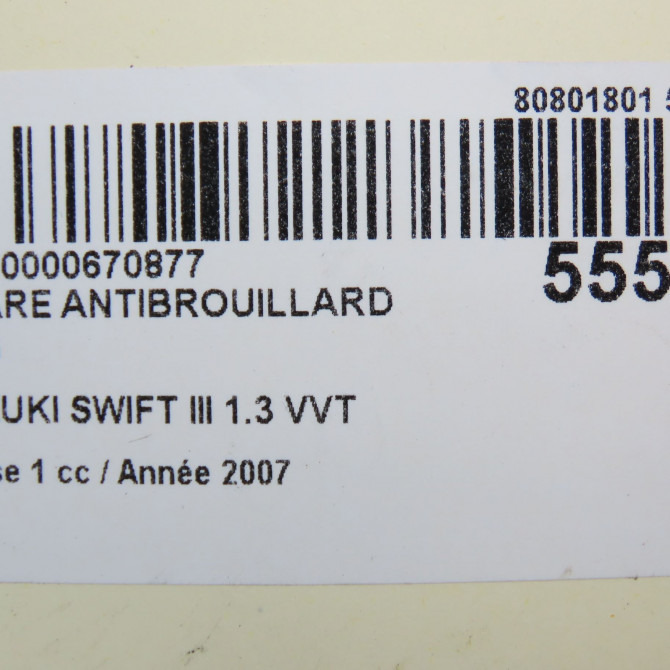 80801801 5
0000670877
555
ARE ANTIBROUILLARD
UKI SWIFT III 1.3 VVT
se 1 cc / Année 2007